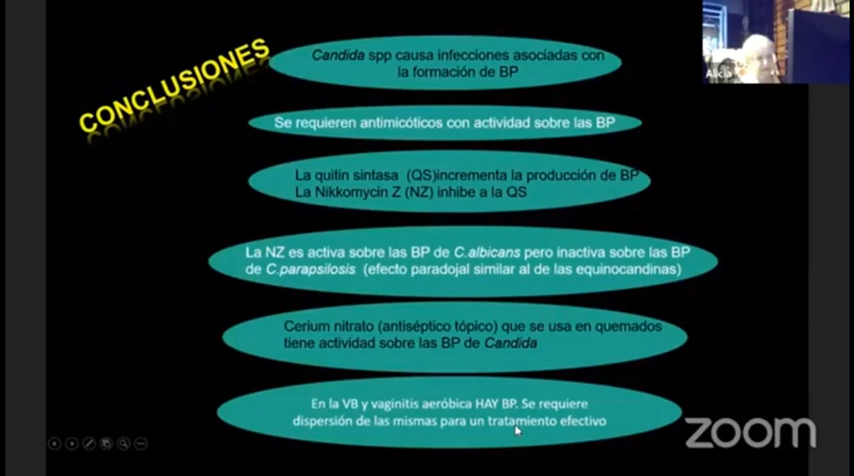 CONCLUSIONES
Candida spp causa infecciones asociadas con
la formación de BP
Se requieren antimicóticos con actividad sobre las BP
La quitín sintasa (QS)incrementa la producción de BP
La Nikkomycin Z (NZ) inhibe a la QS
La NZ es activa sobre las BP de C.albicans pero inactiva sobre las BP
de C.parapsilosis (efecto paradojal similar al de las equinocandinas)
Cerium nitrato (antiséptico tópico) que se usa en quemados
tiene actividad sobre las BP de Candida
En la VB y vaginitis aeróbica HAY BP. Se requiere
dispersión de las mismas para un tratamiento efectivo
Alicia
zoom